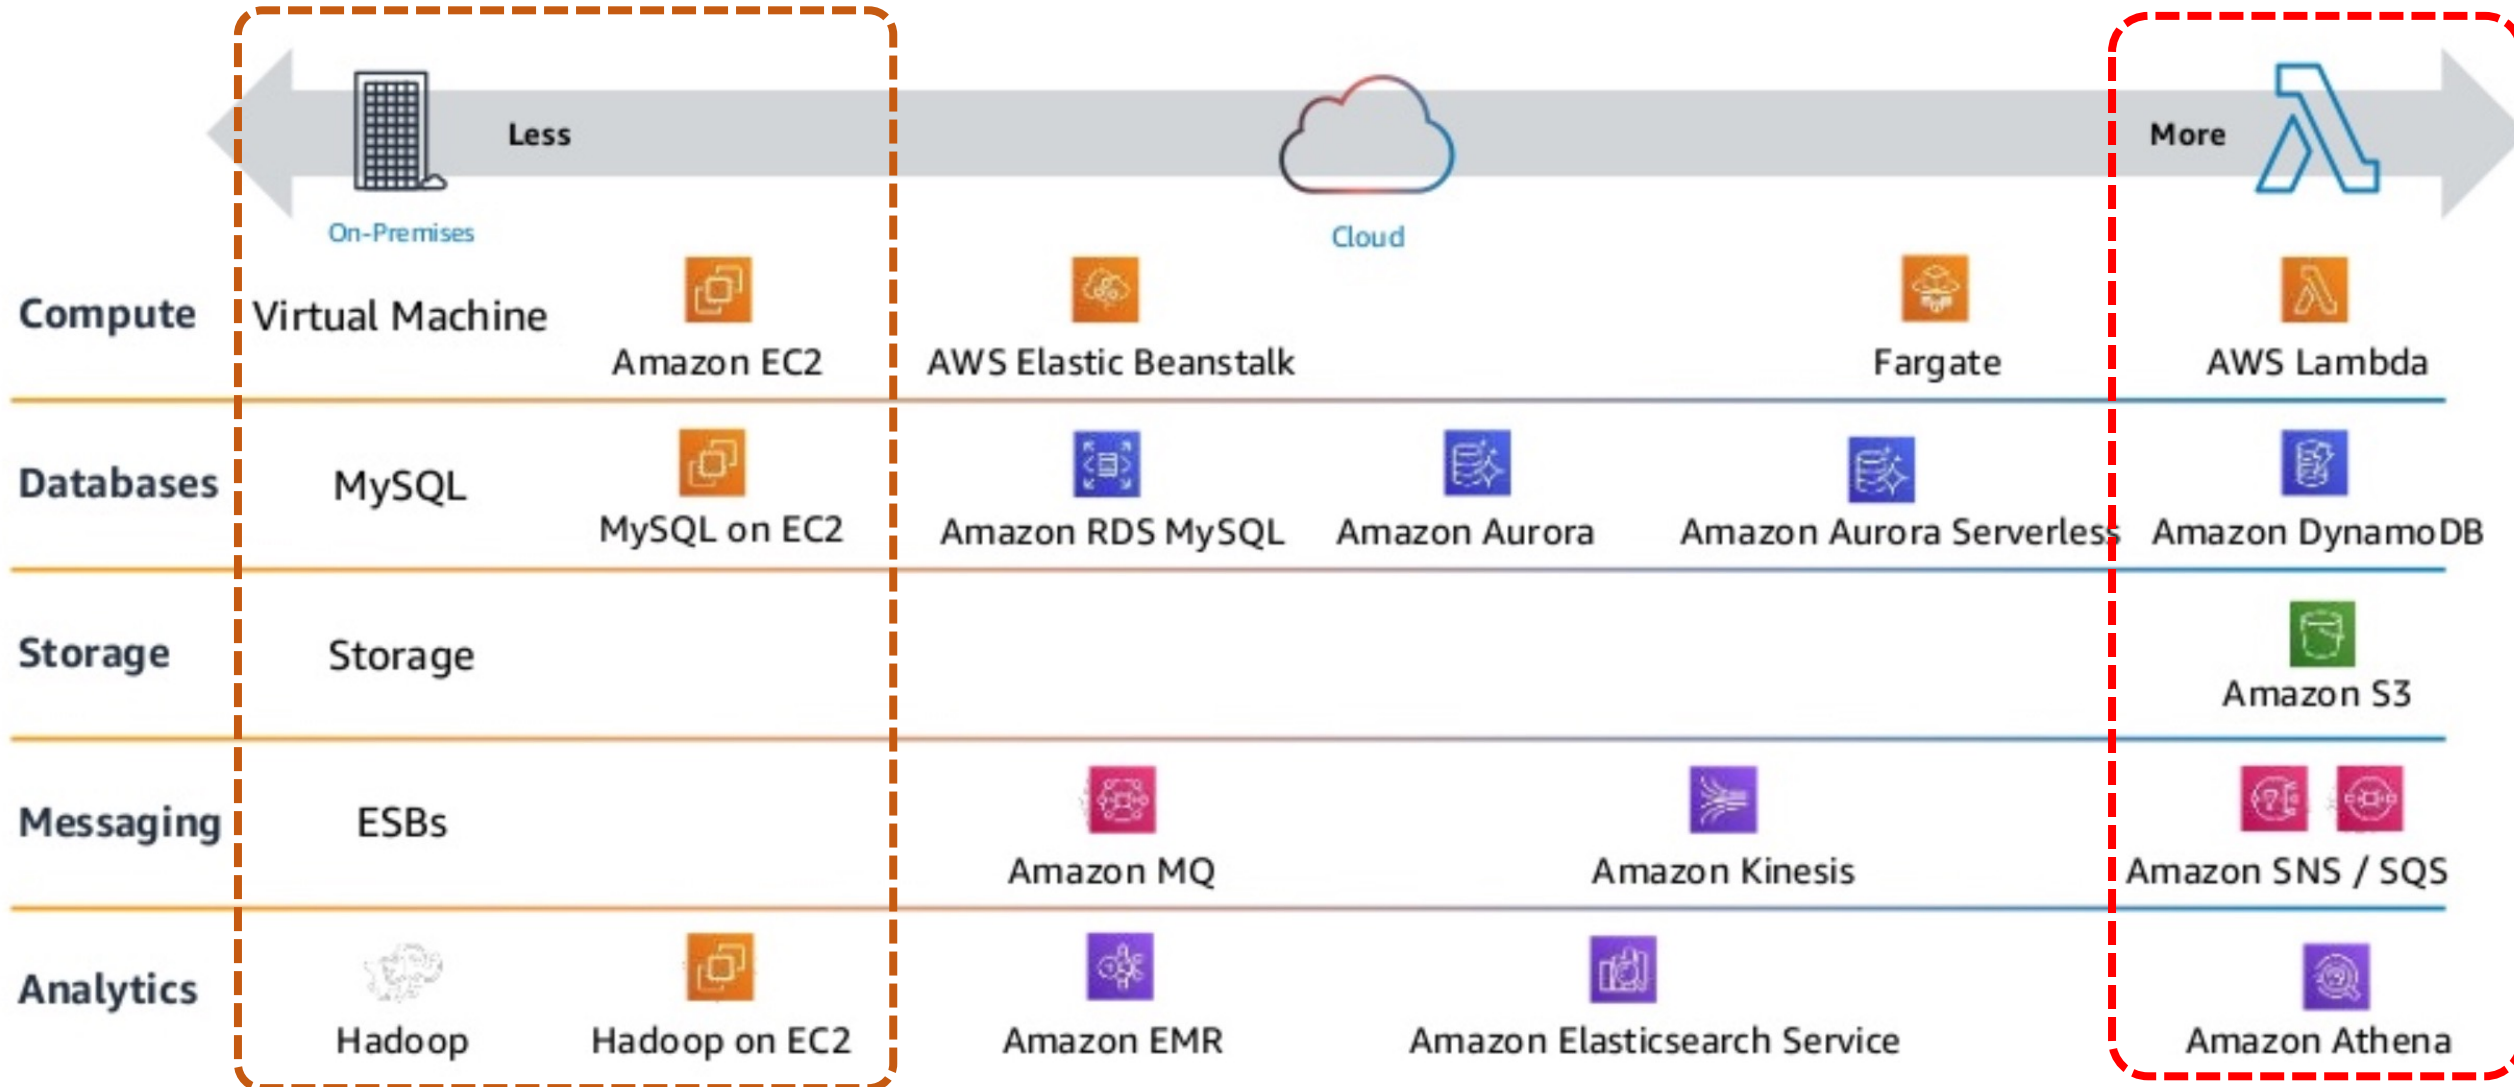 Less
More
On-Premises
Cloud
Compute
Virtual Machine
Amazon EC2
AWS Elastic Beanstalk
Fargate
AWS Lambda
Databases
MySQL
MySQL on EC2
Amazon RDS MySQL
Amazon Aurora
Amazon Aurora Serverless
Amazon DynamoDB
Storage
Storage
Amazon S3
Messaging
ESBs
Amazon MQ
Amazon Kinesis
Amazon SNS / SQS
Analytics
Hadoop
Hadoop on EC2
Amazon EMR
Amazon Elasticsearch Service
Amazon Athena